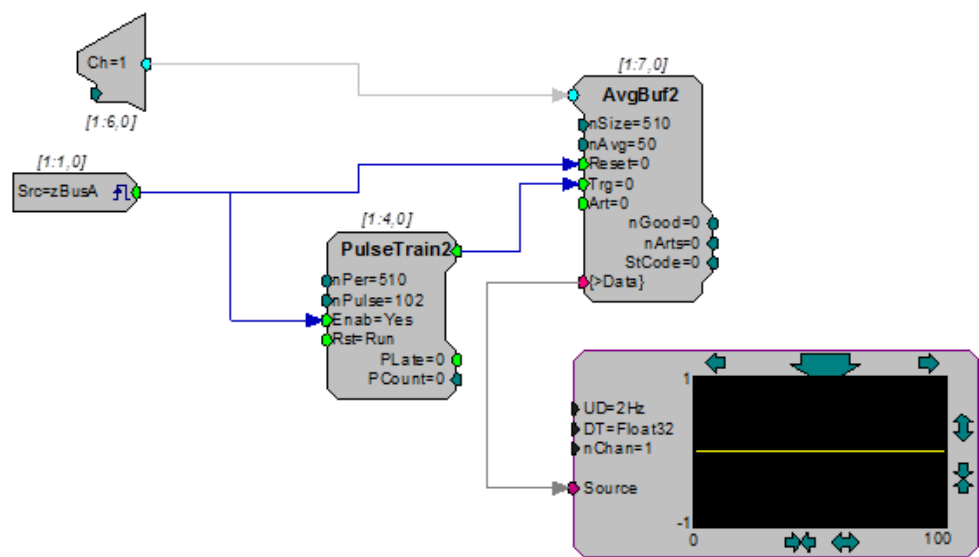 Ch=1
[1:6,0]
[1:1,0]
Src=zBusA
[1:4,0]
PulseTrain2
nPer=510
nPulse=102
Enab=Yes
Rst=Run
PLate=0
PCount=0
[1:7,0]
AvgBuf2
nSize=510
nAvg=50
Reset=0
Trg=0
Art=0
nGood=0
nArts=0
StCode=0
{>Data}
UD=2Hz
DT=Float32
nChan=1
Source
1
-1
0
100